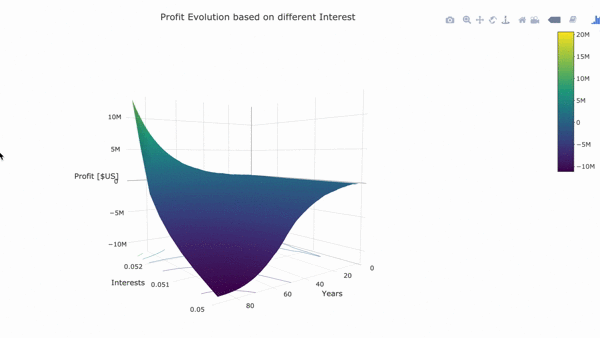 Profit Evolution based on different Interest
20M
15M
10M
5M
0
−5M
−10M
10M
5M
Profit [$US]
0
−5M
−10M
0.052
Interests
0.051
0.05
80
60
40
20
0
Years